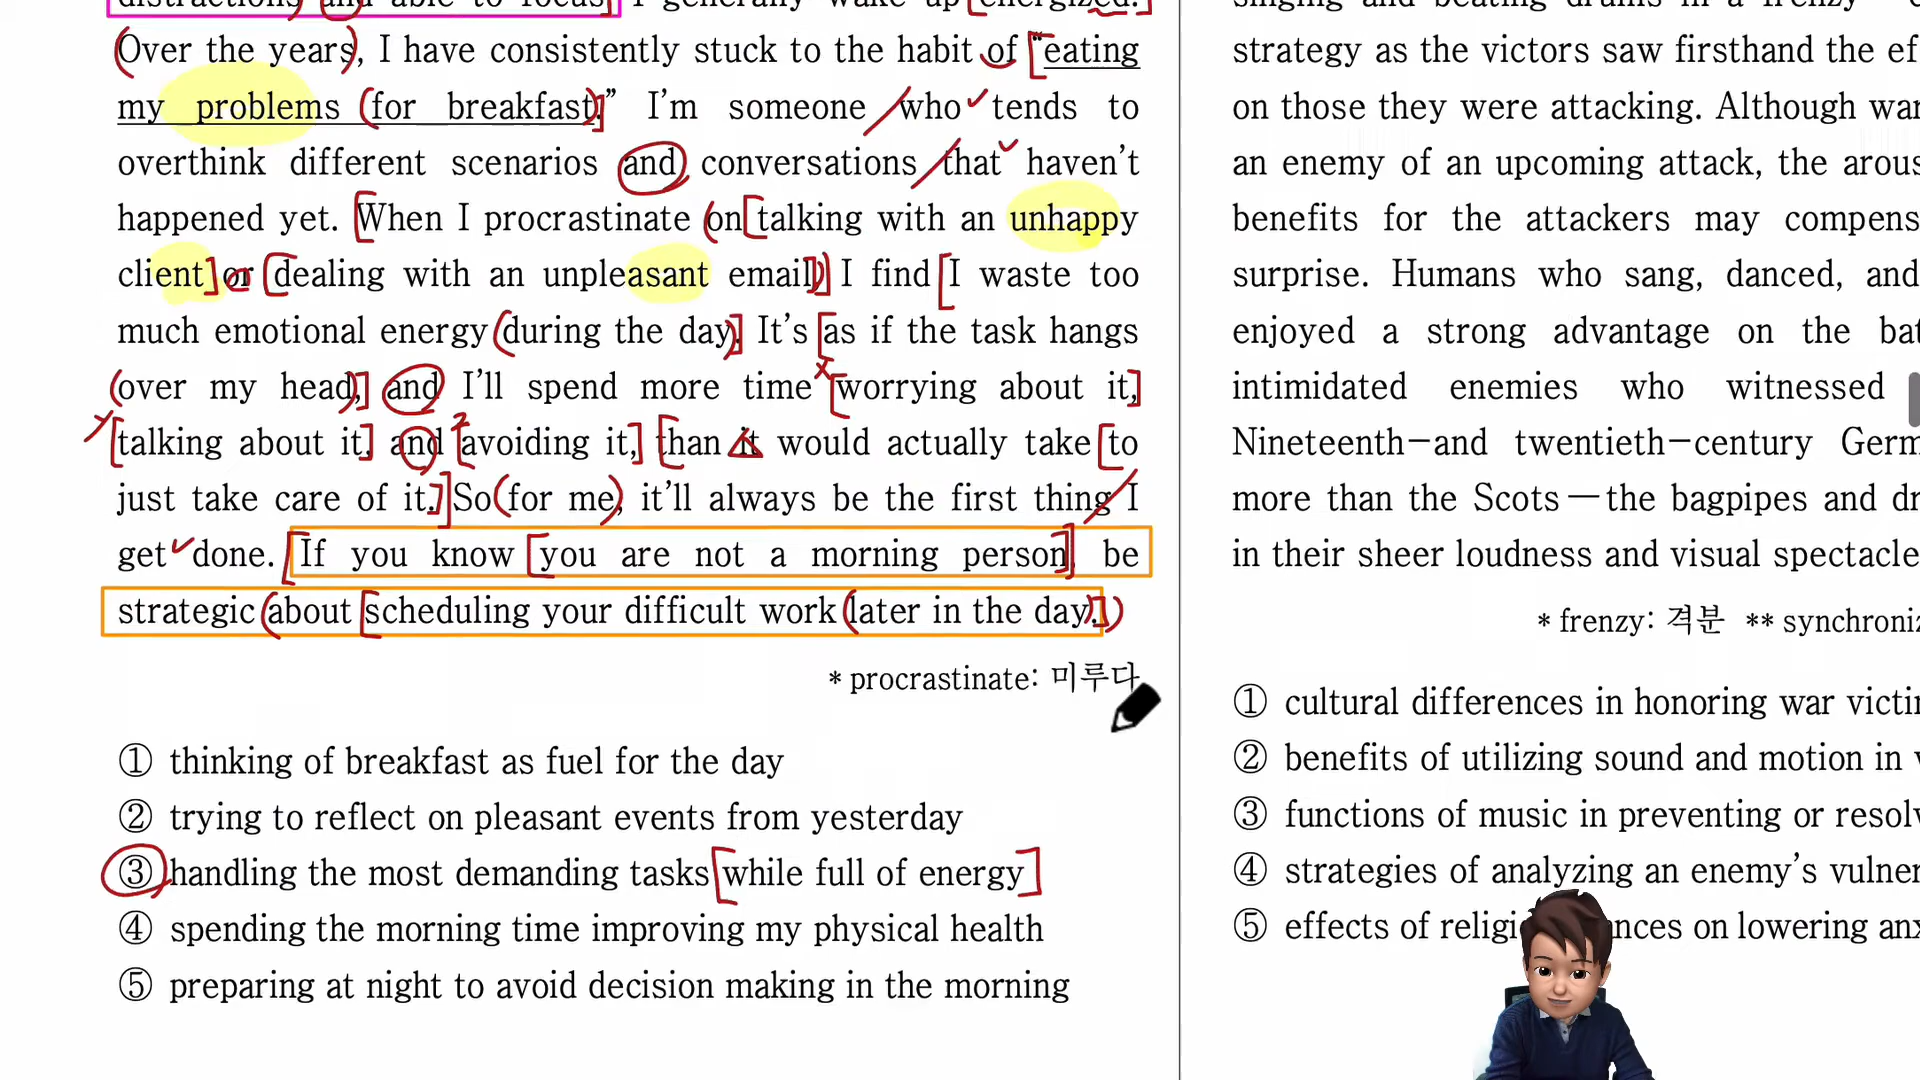 distractions and able to focus. I generally wake up energized.
Over the years, I have consistently stuck to the habit of “eating
my problems for breakfast.” I’m someone who tends to
overthink different scenarios and conversations that haven’t
happened yet. When I procrastinate on talking with an unhappy
client or dealing with an unpleasant email, I find I waste too
much emotional energy during the day. It’s as if the task hangs
over my head, and I’ll spend more time worrying about it,
talking about it, and avoiding it, than it would actually take to
just take care of it. So for me, it’ll always be the first thing I
get done. If you know you are not a morning person, be
strategic about scheduling your difficult work later in the day.
* procrastinate: 미루다
① thinking of breakfast as fuel for the day
② trying to reflect on pleasant events from yesterday
③ handling the most demanding tasks while full of energy
④ spending the morning time improving my physical health
⑤ preparing at night to avoid decision making in the morning
singing and beating drums in a frenzy
strategy as the victors saw firsthand the
on those they were attacking. Although
an enemy of an upcoming attack, the
benefits for the attackers may
surprise. Humans who sang, danced, and
enjoyed a strong advantage on the
intimidated enemies who witnessed
Nineteenth-and twentieth-century
more than the Scots—the bagpipes and
in their sheer loudness and visual spectacle
* frenzy: 격분 **
① cultural differences in honoring war
② benefits of utilizing sound and motion in
③ functions of music in preventing or
④ strategies of analyzing an enemy’s
⑤ effects of on lowering